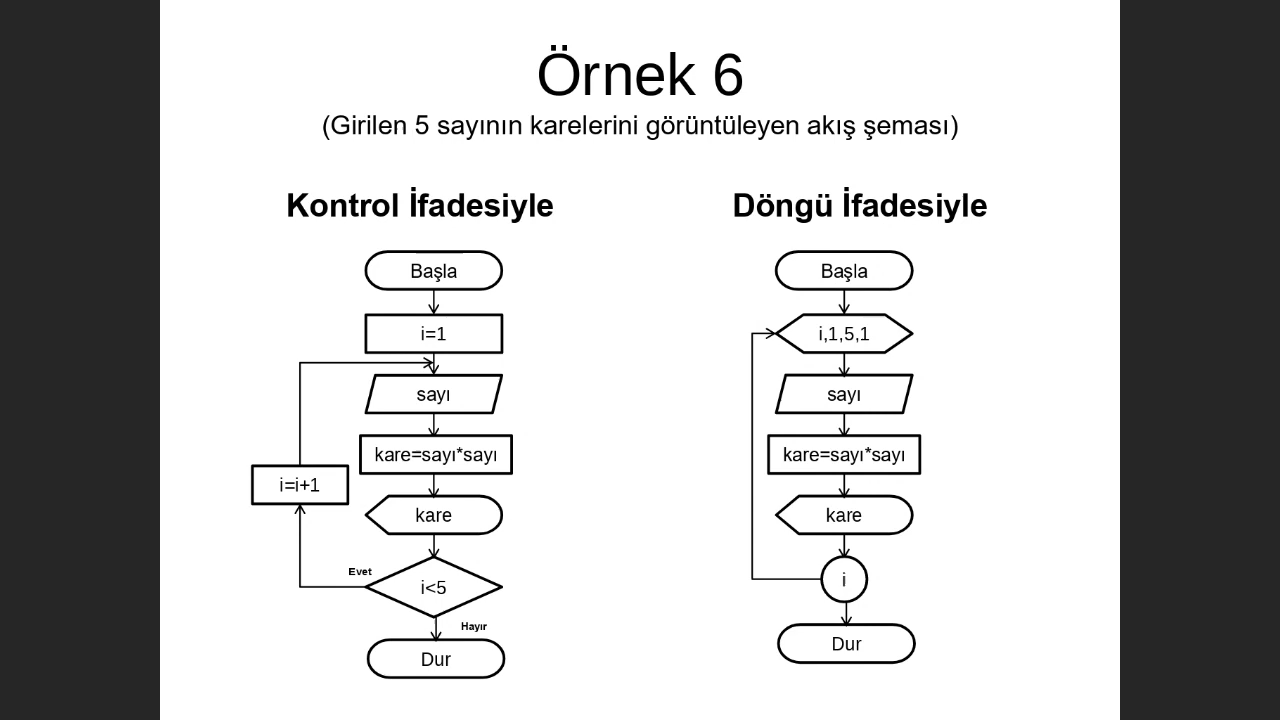 Örnek 6
(Girilen 5 sayının karelerini görüntüleyen akış şeması)
Kontrol İfadesiyle
Başla
i=1
sayı
kare=sayı*sayı
i=i+1
kare
Evet
i<5
Hayır
Dur
Döngü İfadesiyle
Başla
i,1,5,1
sayı
kare=sayı*sayı
kare
i
Dur